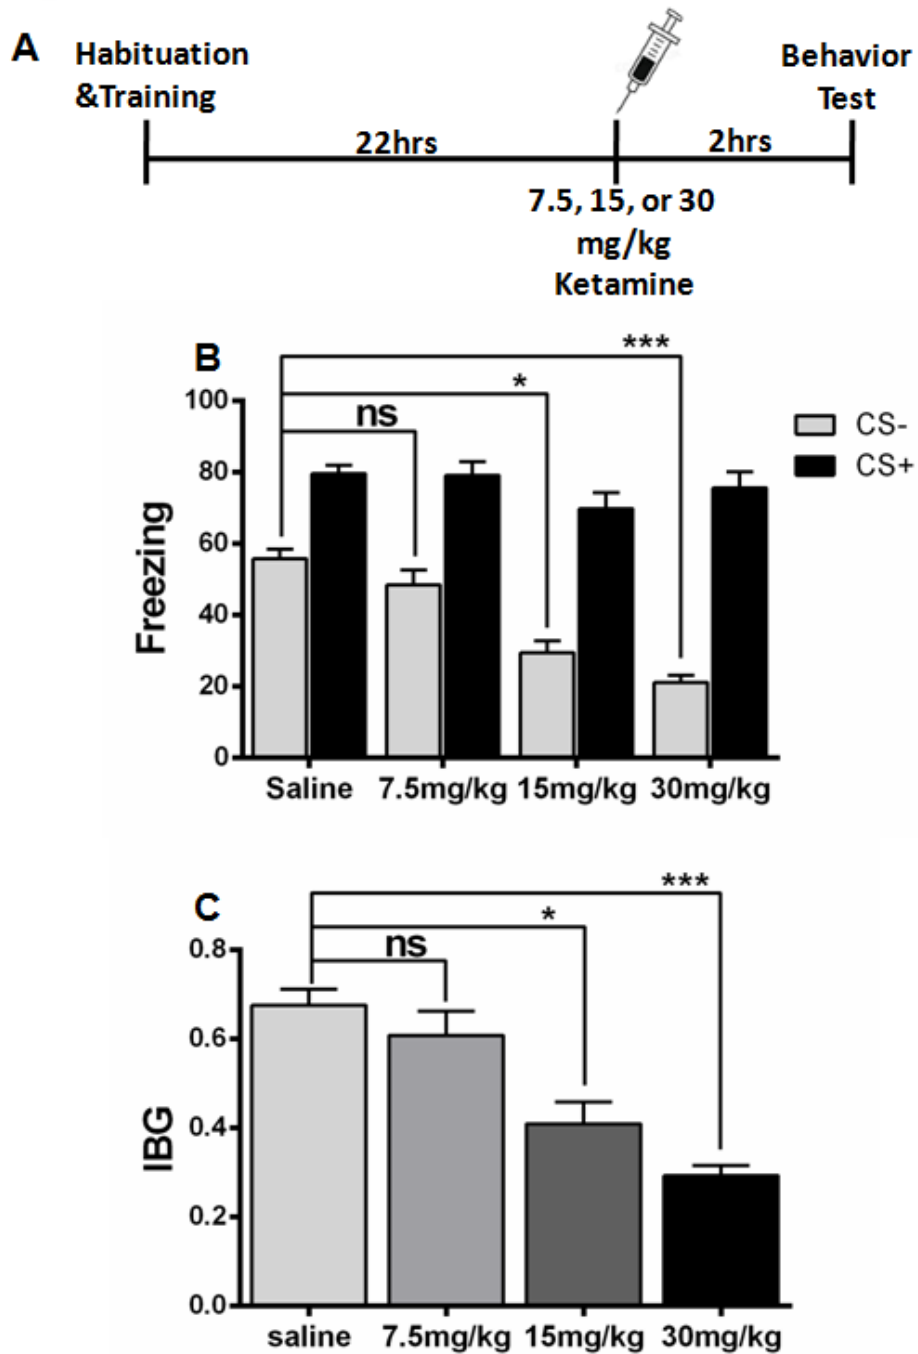 A
Habituation
&Training
Behavior
Test
22hrs
2hrs
7.5, 15, or 30
mg/kg
Ketamine
B
***
*
ns
CS-
CS+
Freezing
100
80
60
40
20
0
Saline 7.5mg/kg 15mg/kg 30mg/kg
C
***
*
ns
IBG
0.8
0.6
0.4
0.2
0.0
saline 7.5mg/kg 15mg/kg 30mg/kg